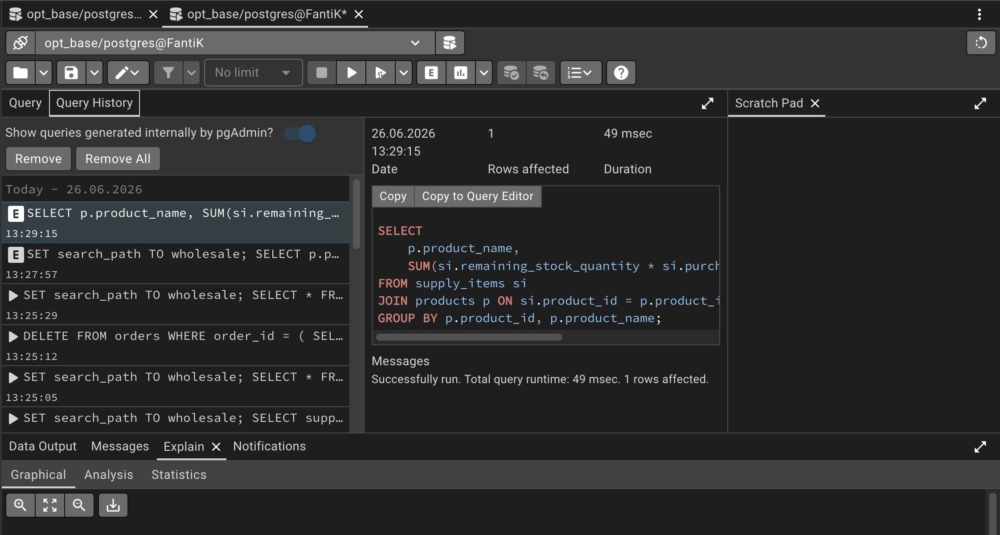 opt_base/postgres...
opt_base/postgres@FantiK*
opt_base/postgres@FantiK
No limit
E
Query
Query History
Scratch Pad
Show queries generated internally by pgAdmin?
Remove
Remove All
Today - 26.06.2026
E SELECT p.product_name, SUM(si.remaining_…
13:29:15
E SET search_path TO wholesale; SELECT p.p…
13:27:57
SET search_path TO wholesale; SELECT * FR…
13:25:29
DELETE FROM orders WHERE order_id = ( SEL…
13:25:12
SET search_path TO wholesale; SELECT * FR…
13:25:05
SET search_path TO wholesale; SELECT supp…
26.06.2026 13:29:15
1
49 msec
Date
Rows affected
Duration
Copy
Copy to Query Editor
SELECT
p.product_name,
SUM(si.remaining_stock_quantity * si.purch
FROM supply_items si
JOIN products p ON si.product_id = p.product_i
GROUP BY p.product_id, p.product_name;
Messages
Successfully run. Total query runtime: 49 msec. 1 rows affected.
Data Output
Messages
Explain
Notifications
Graphical
Analysis
Statistics